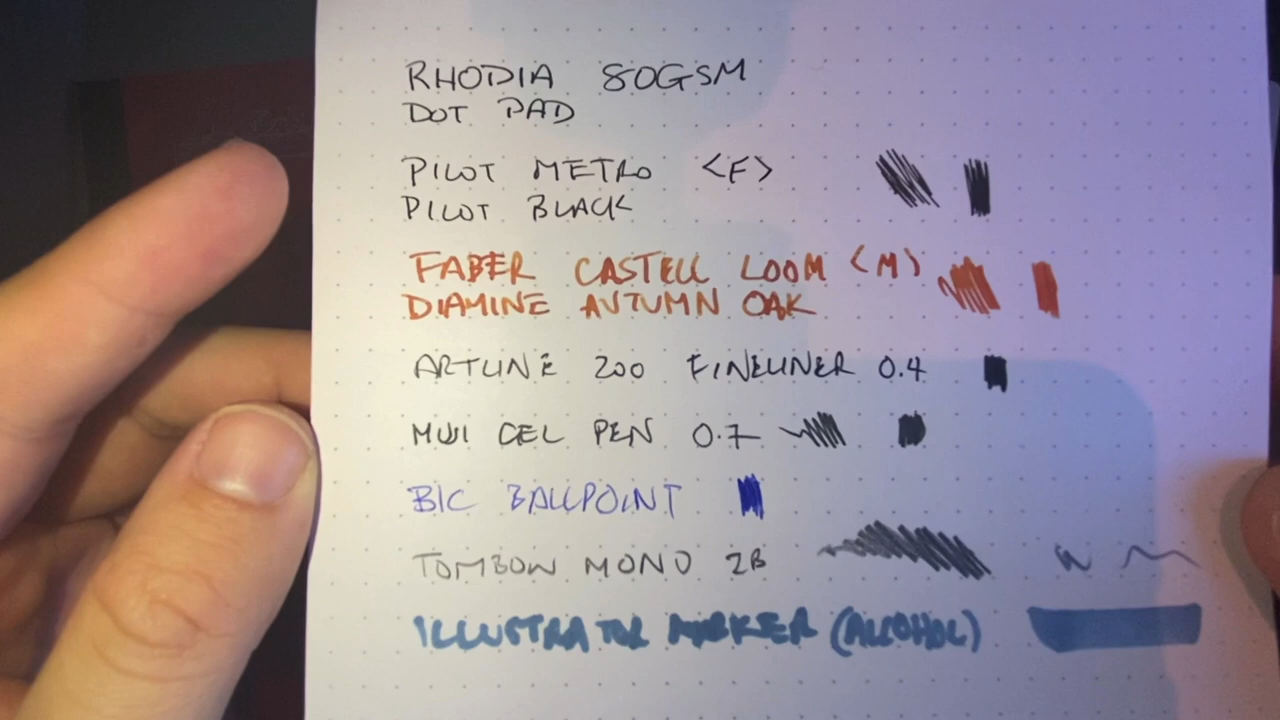 RHODIA 80GSM
DOT PAD
PILOT METRO <F>
PILOT BLACK
FABER CASTELL LOOM <M>
DIAMINE AUTUMN OAK
ARTLINE 200 FINELINER 0.4
MUJI GEL PEN 0.7
BIC BALLPOINT
TOMBOW MONO 2B
ILLUSTRATOR MARKER (ALCOHOL)